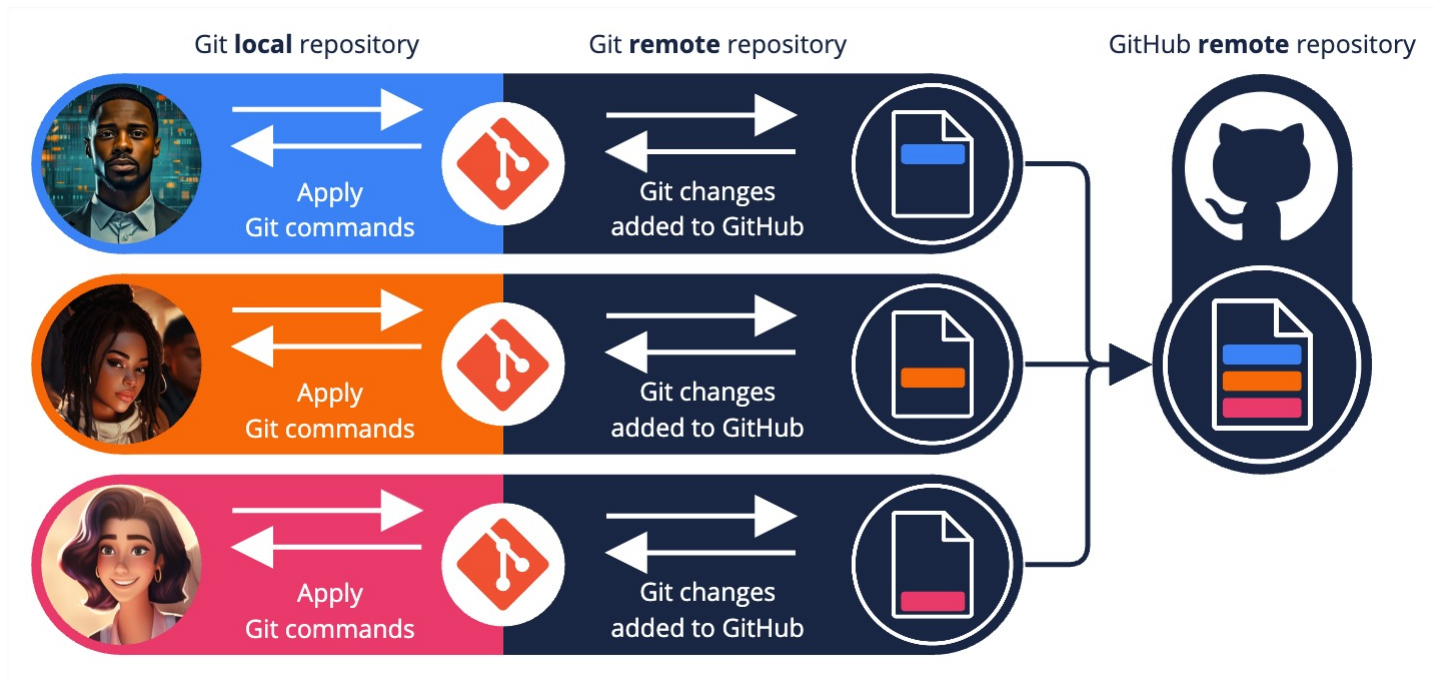 Git local repository
Git remote repository
GitHub remote repository
Apply
Git commands
Git changes
added to GitHub
Apply
Git commands
Git changes
added to GitHub
Apply
Git commands
Git changes
added to GitHub